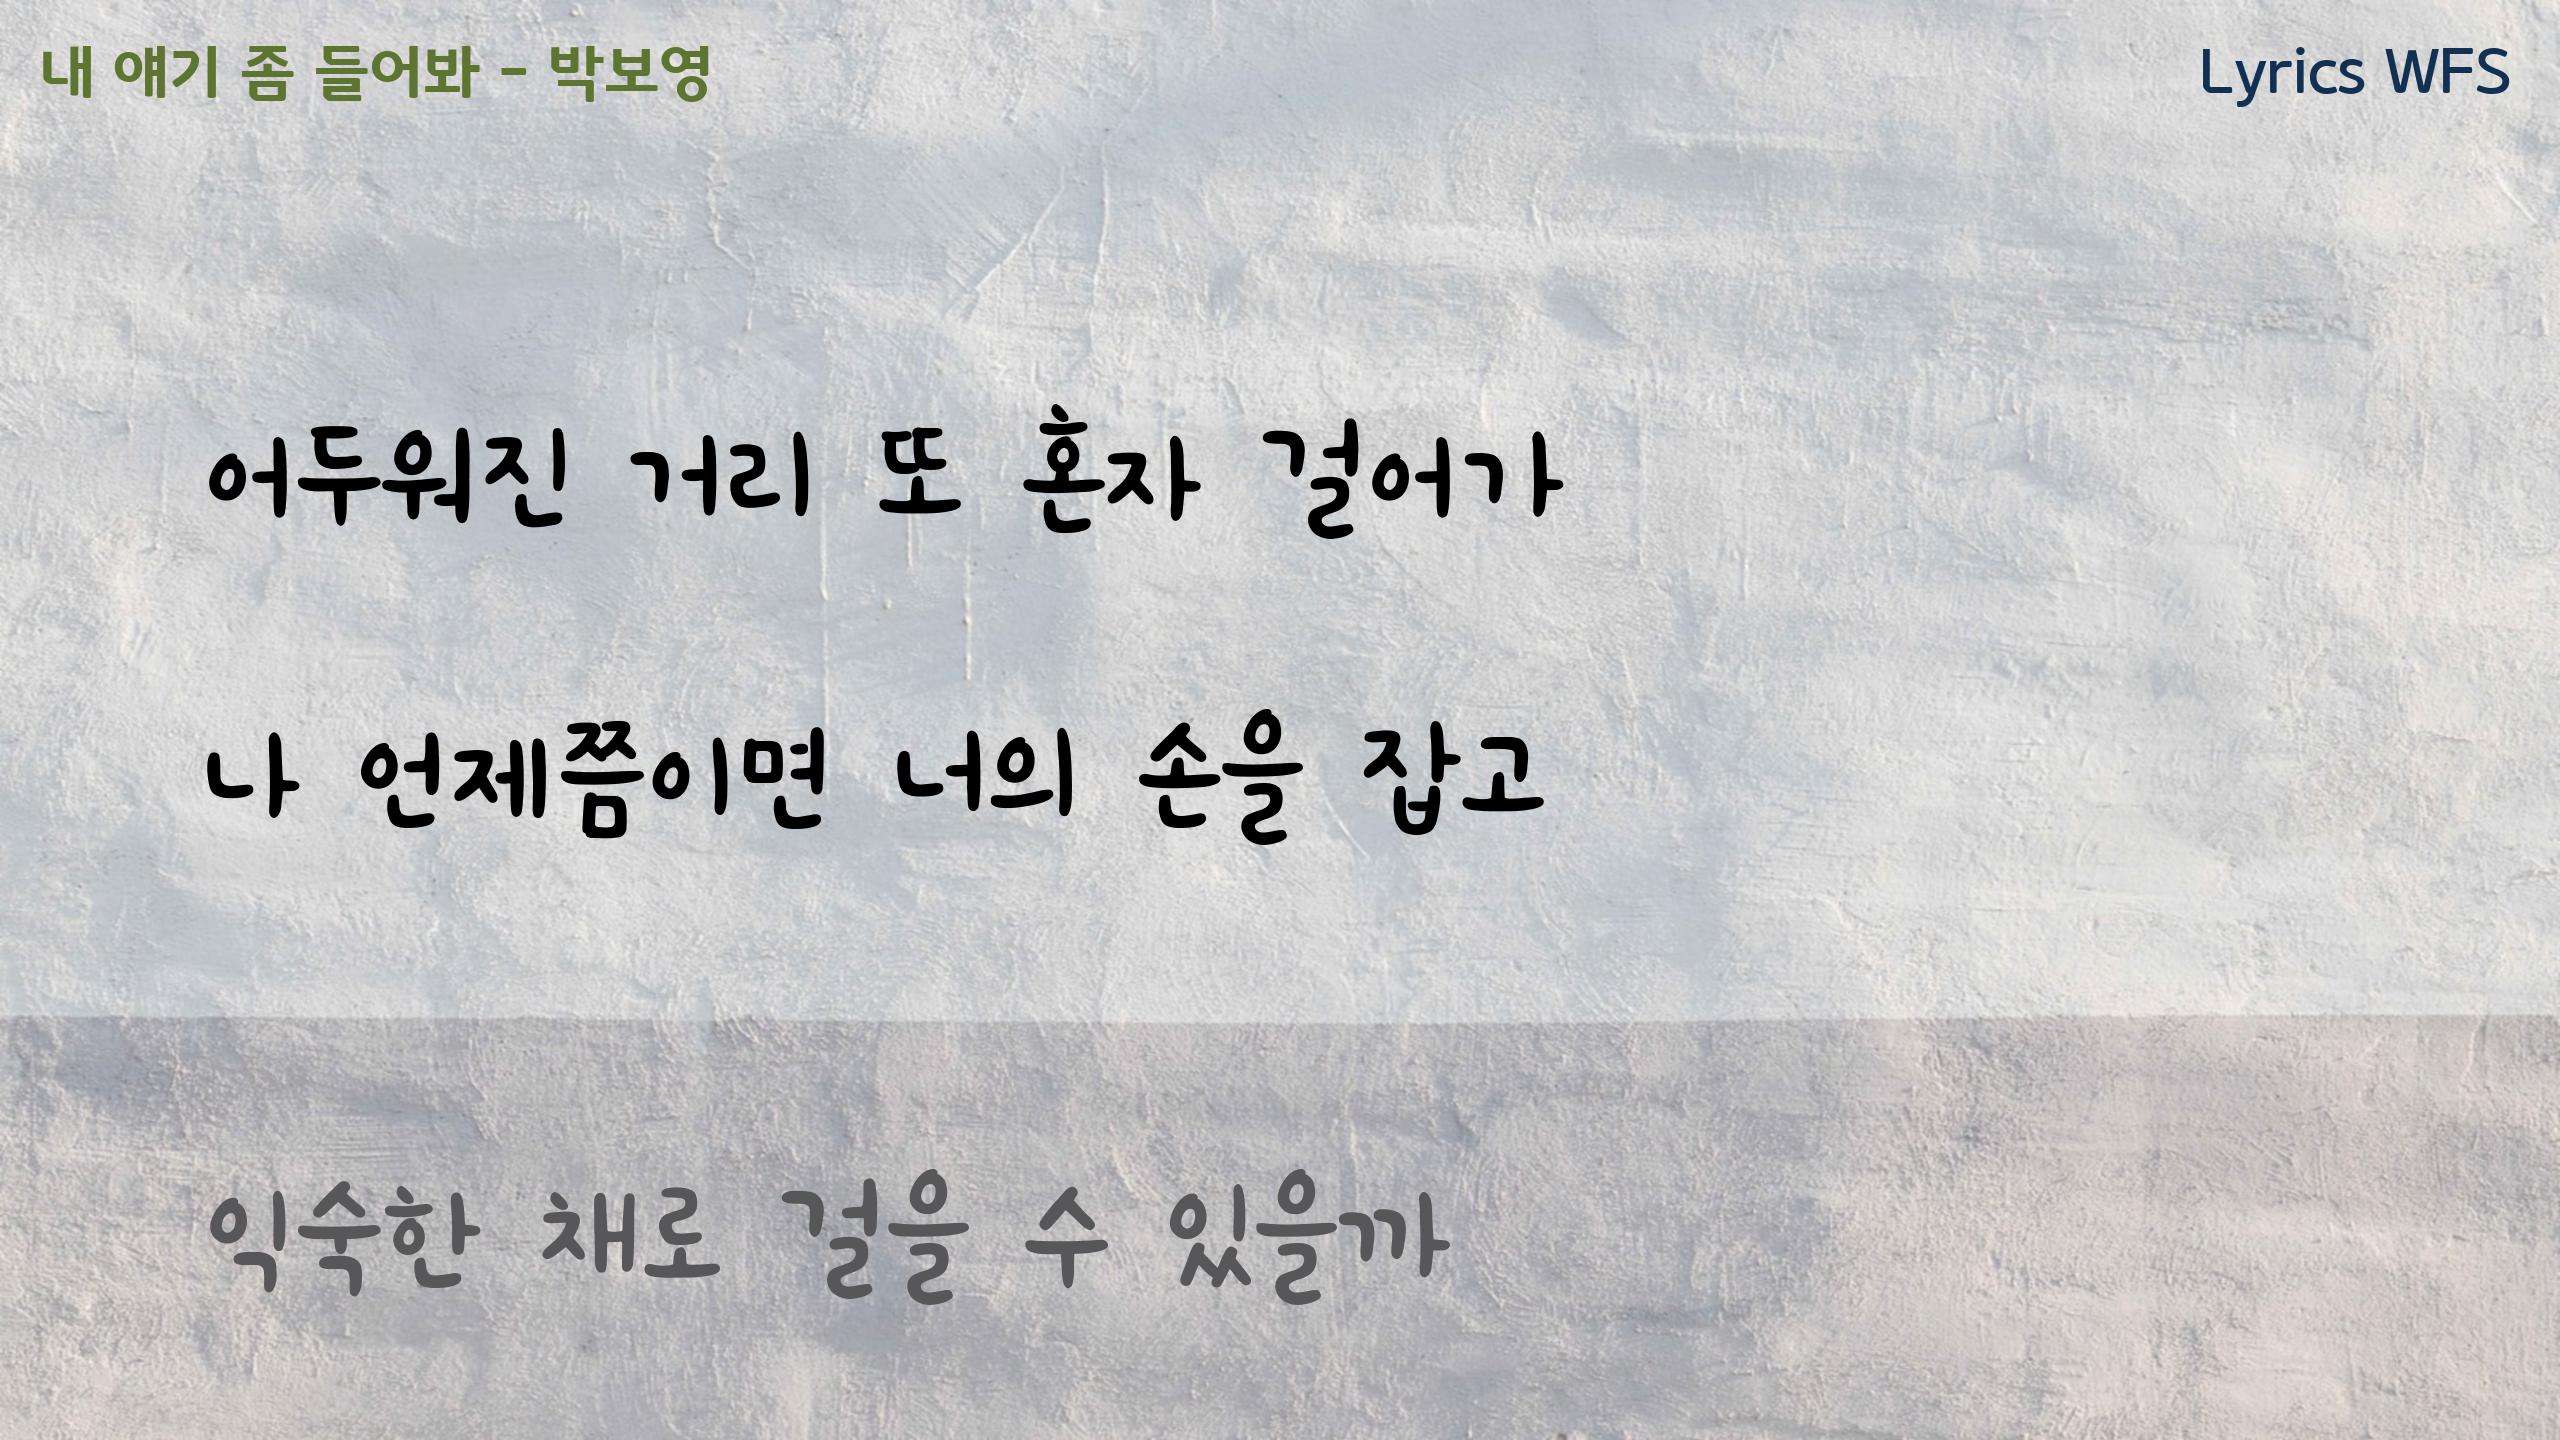 내 얘기 좀 들어봐 - 박보영
Lyrics WFS
어두워진 거리 또 혼자 걸어가
나 언제쯤이면 너의 손을 잡고
익숙한 채로 걸을 수 있을까